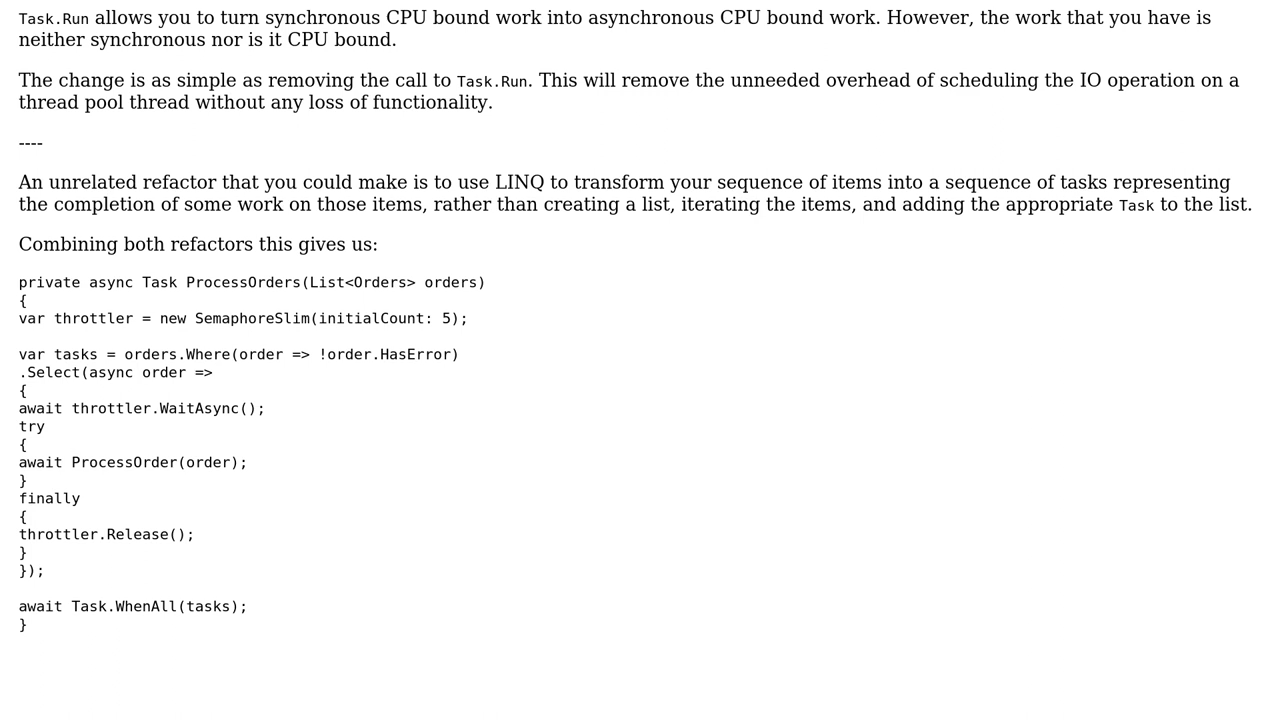 Task.Run allows you to turn synchronous CPU bound work into asynchronous CPU bound work. However, the work that you have is
neither synchronous nor is it CPU bound.
The change is as simple as removing the call to Task.Run. This will remove the unneeded overhead of scheduling the IO operation on a
thread pool thread without any loss of functionality.
----
An unrelated refactor that you could make is to use LINQ to transform your sequence of items into a sequence of tasks representing
the completion of some work on those items, rather than creating a list, iterating the items, and adding the appropriate Task to the list.
Combining both refactors this gives us:
private async Task ProcessOrders(List<Orders> orders)
{
var throttler = new SemaphoreSlim(initialCount: 5);
var tasks = orders.Where(order => !order.HasError)
.Select(async order =>
{
await throttler.WaitAsync();
try
{
await ProcessOrder(order);
}
finally
{
throttler.Release();
}
});
await Task.WhenAll(tasks);
}